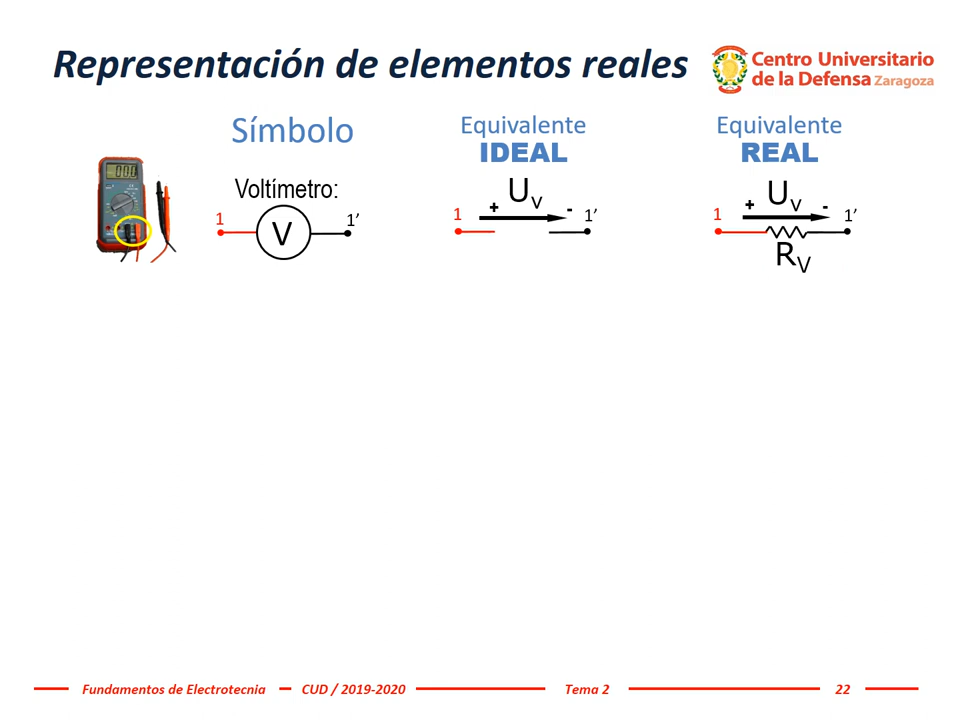 Representación de elementos reales
Centro Universitario
de la Defensa Zaragoza
Símbolo
Equivalente
IDEAL
Equivalente
REAL
000
Voltímetro:
1 V 1’
Uv
1 + - 1’
Uv
1 + - 1’
RV
Fundamentos de Electrotecnia CUD / 2019-2020 Tema 2 22